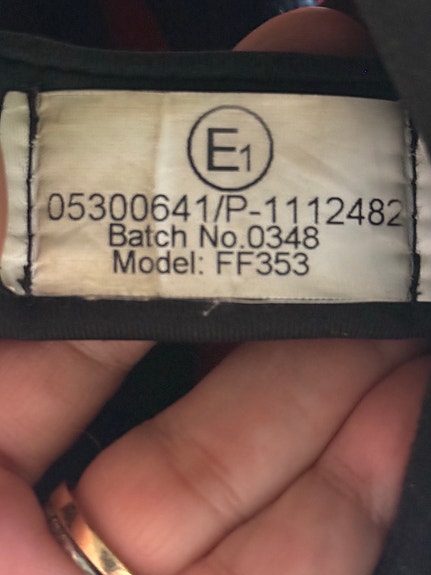 E1
05300641/P-1112482
Batch No.0348
Model: FF353